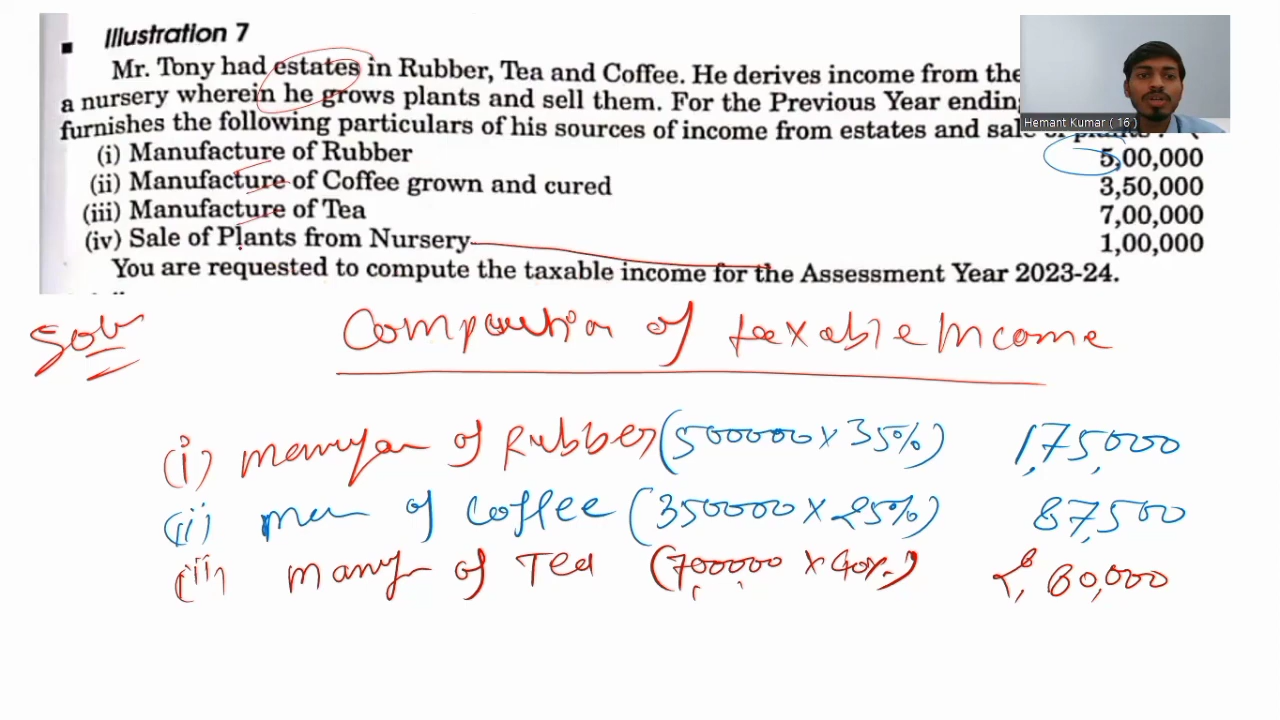 Illustration 7
Mr. Tony had estates in Rubber, Tea and Coffee. He derives income from the
a nursery wherein he grows plants and sell them. For the Previous Year ending
furnishes the following particulars of his sources of income from estates and sale of plants :
(i) Manufacture of Rubber 5,00,000
(ii) Manufacture of Coffee grown and cured 3,50,000
(iii) Manufacture of Tea 7,00,000
(iv) Sale of Plants from Nursery 1,00,000
You are requested to compute the taxable income for the Assessment Year 2023-24.
Hemant Kumar ( 16 )
Computation of taxable Income
(i) of Rubber (500000 x 35%) 1,75,000
(ii) of Coffee (350000 x 25%) 87,500
(iii) of Tea (700000 x 40%) 2,80,000